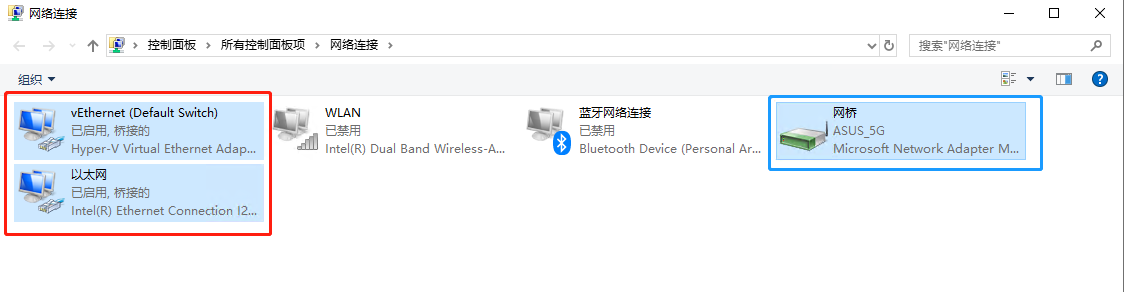 网络连接
控制面板 › 所有控制面板项 › 网络连接 ›
搜索"网络连接"
组织
vEthernet (Default Switch)
已启用, 桥接的
Hyper-V Virtual Ethernet Adap...
以太网
已启用, 桥接的
Intel(R) Ethernet Connection I2...
WLAN
已禁用
Intel(R) Dual Band Wireless-A...
蓝牙网络连接
已禁用
Bluetooth Device (Personal Ar...
网桥
ASUS_5G
Microsoft Network Adapter M...